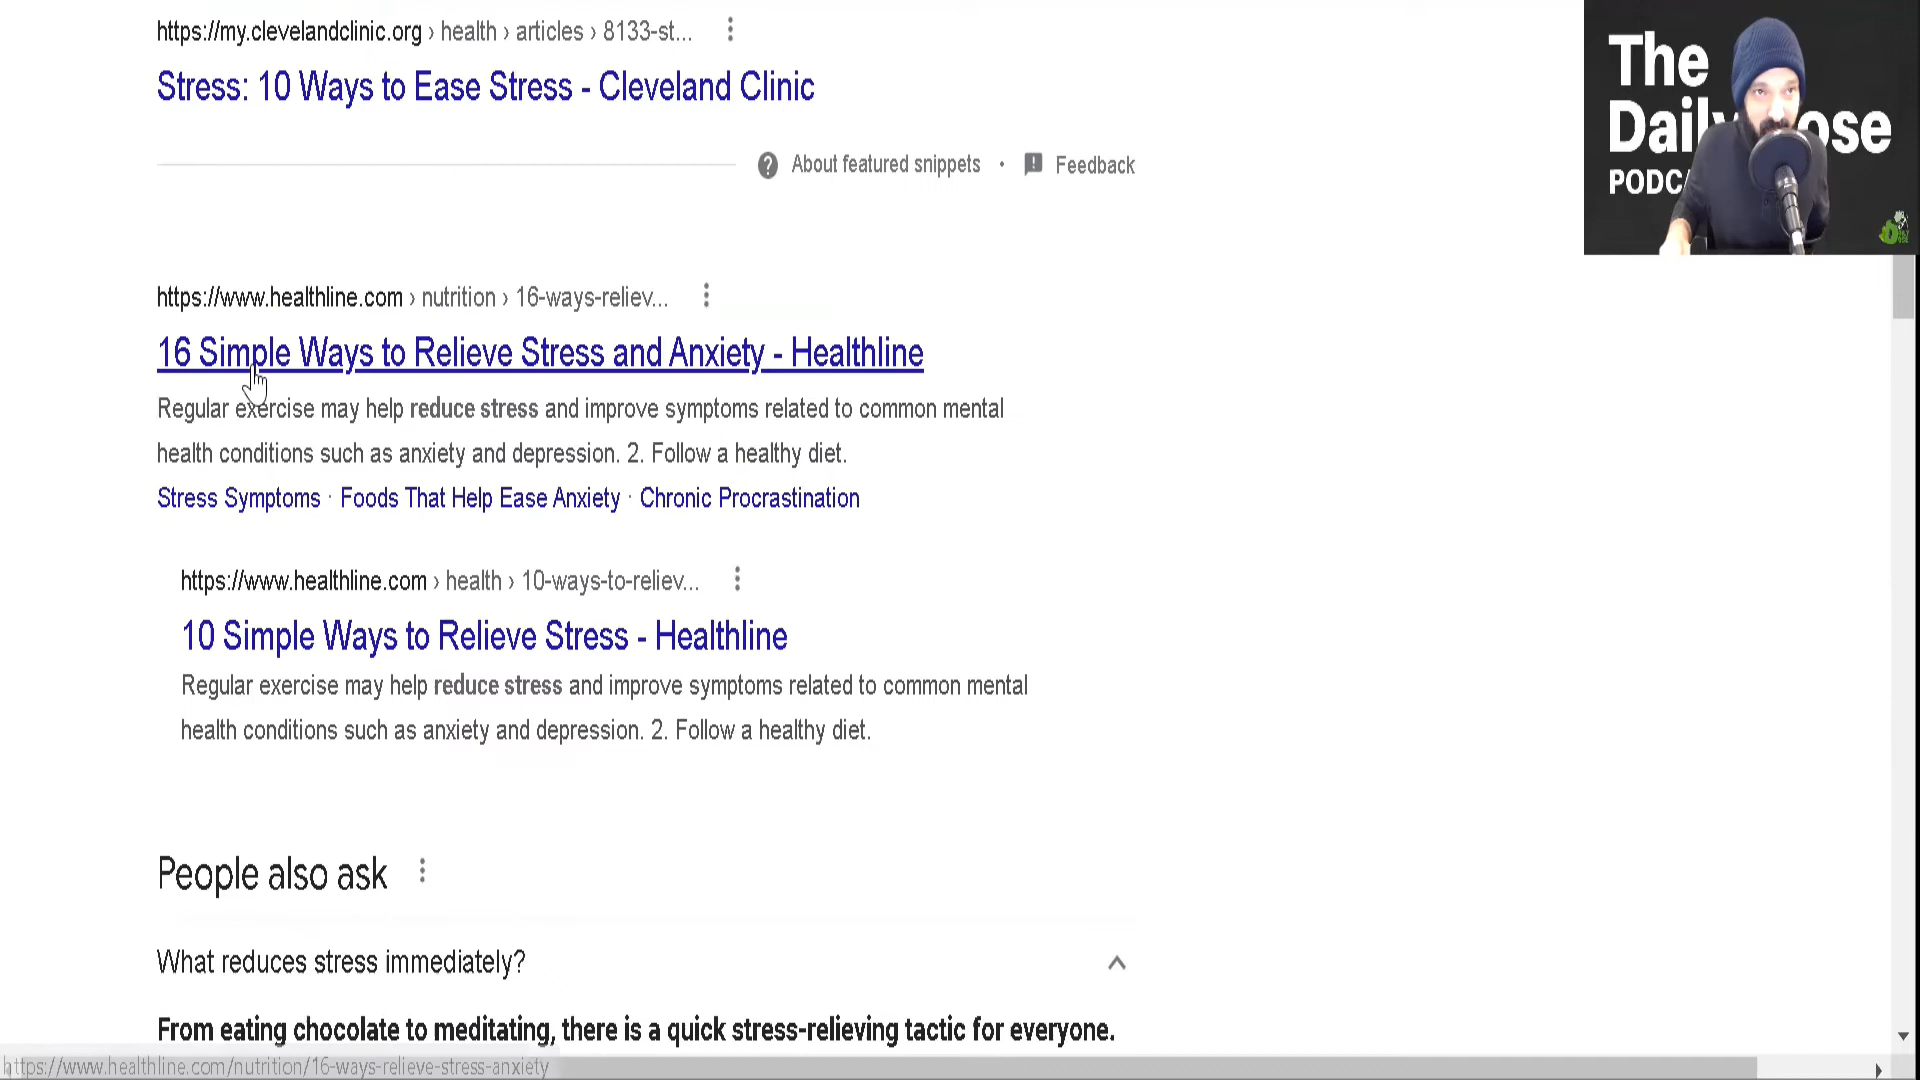 https://my.clevelandclinic.org › health › articles › 8133-st...
Stress: 10 Ways to Ease Stress - Cleveland Clinic
About featured snippets • Feedback
https://www.healthline.com › nutrition › 16-ways-reliev...
16 Simple Ways to Relieve Stress and Anxiety - Healthline
Regular exercise may help reduce stress and improve symptoms related to common mental
health conditions such as anxiety and depression. 2. Follow a healthy diet.
Stress Symptoms · Foods That Help Ease Anxiety · Chronic Procrastination
https://www.healthline.com › health › 10-ways-to-reliev...
10 Simple Ways to Relieve Stress - Healthline
Regular exercise may help reduce stress and improve symptoms related to common mental
health conditions such as anxiety and depression. 2. Follow a healthy diet.
People also ask
What reduces stress immediately?
From eating chocolate to meditating, there is a quick stress-relieving tactic for everyone.
https://www.healthline.com/nutrition/16-ways-relieve-stress-anxiety
The
Daily ose
PODCA